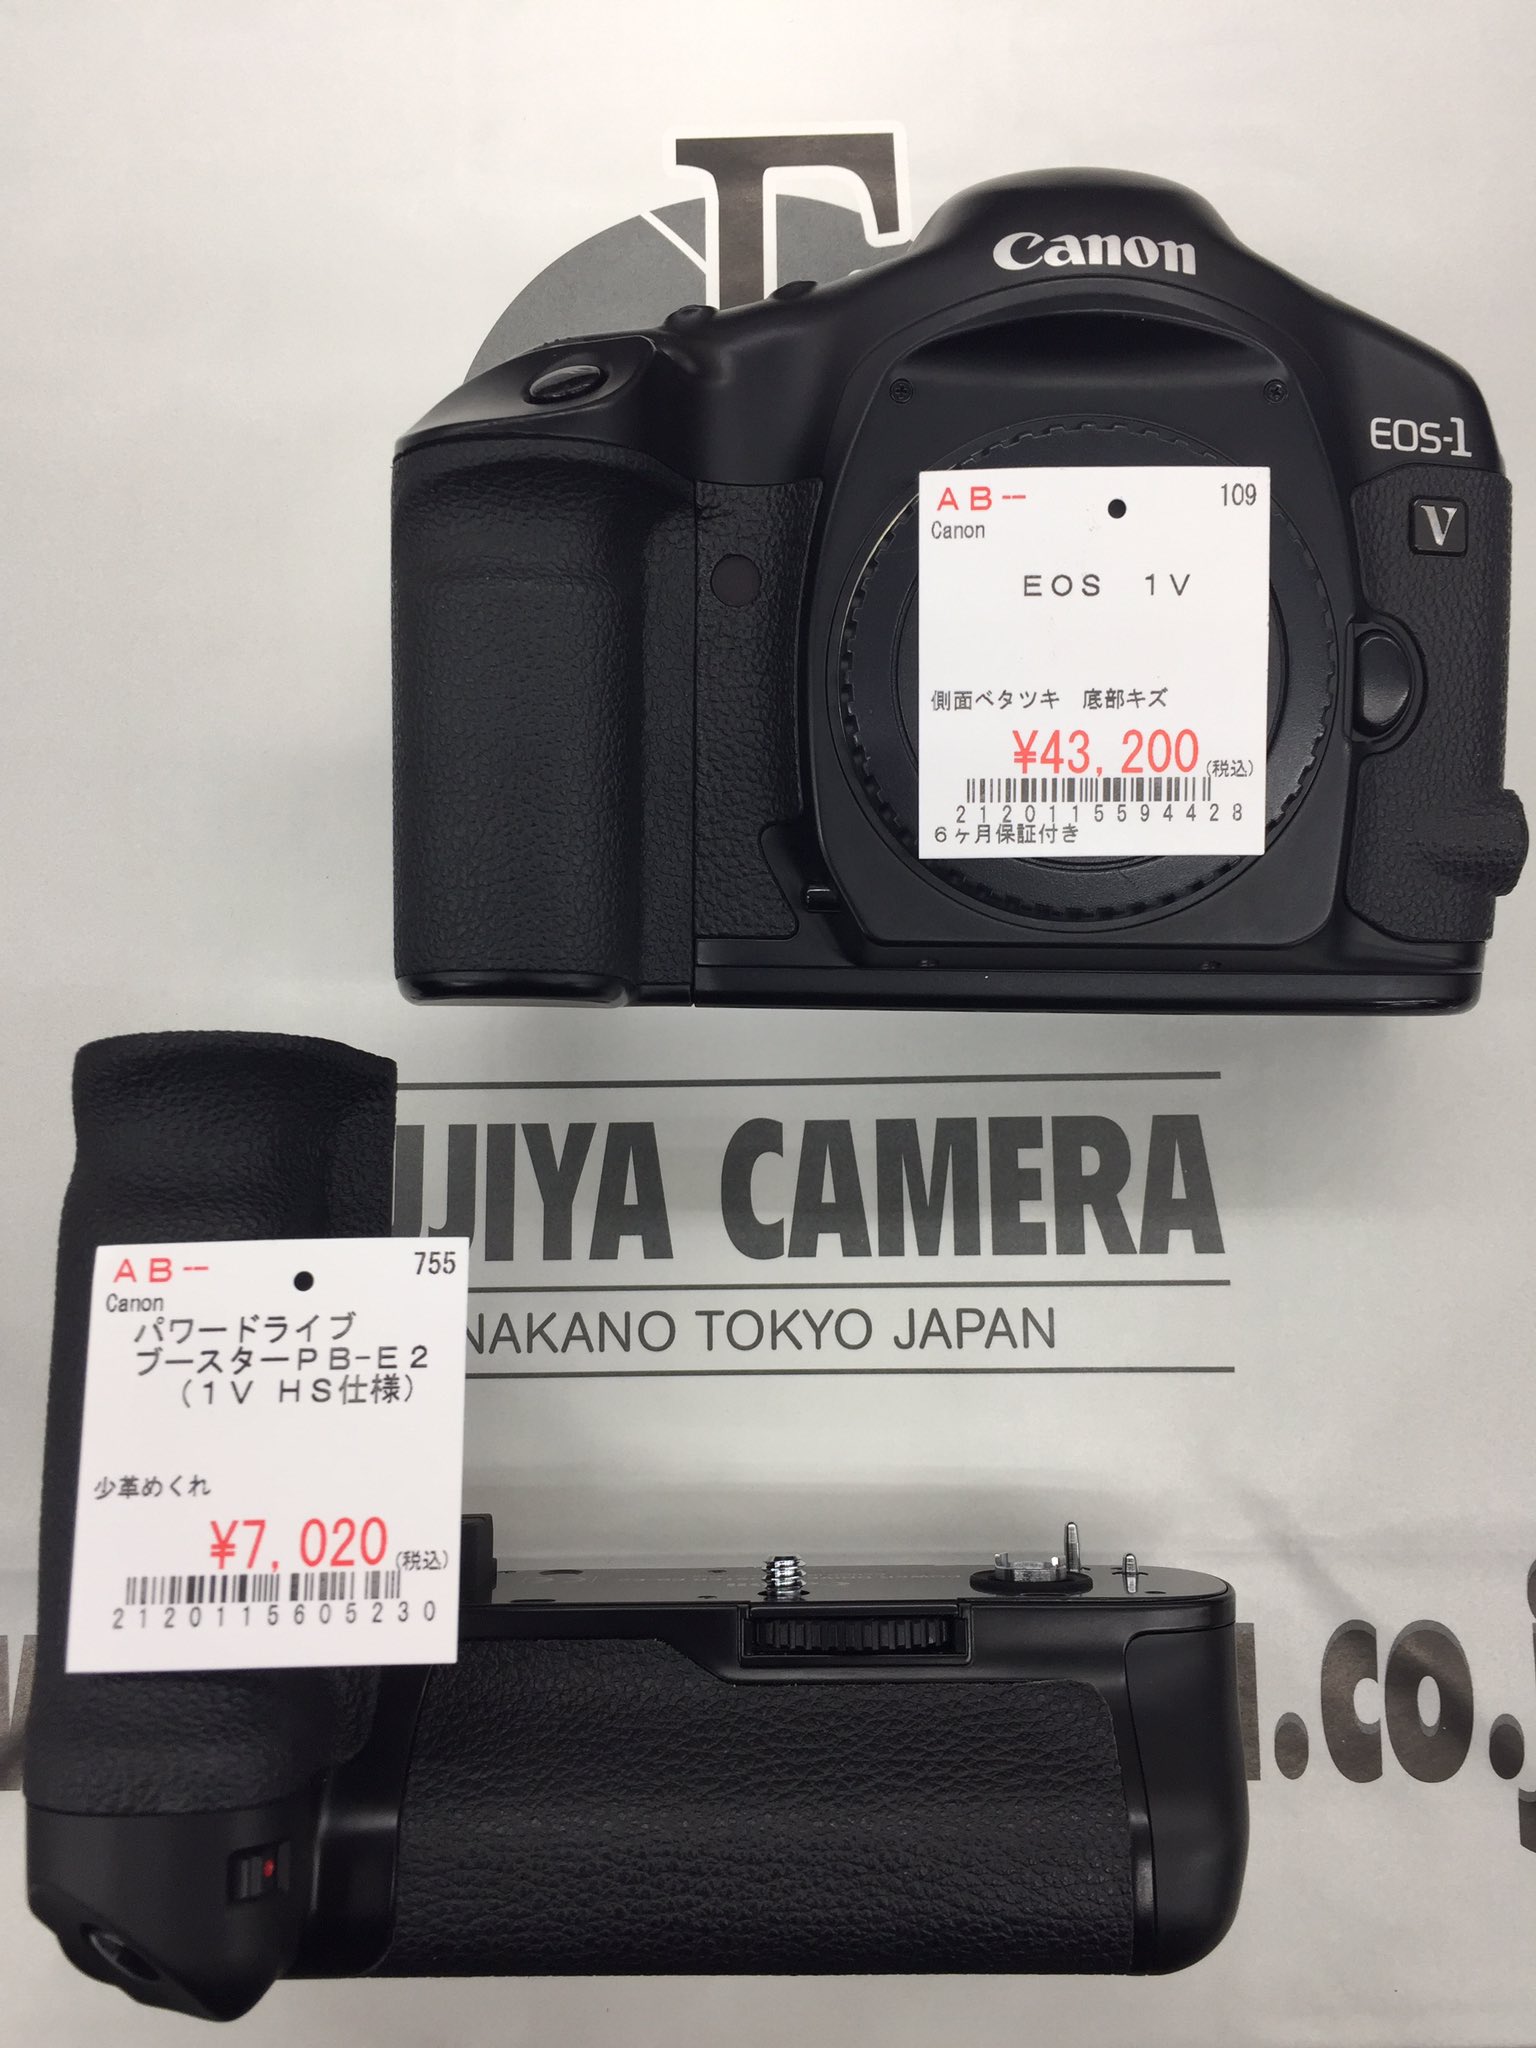 Canon
EOS-1
V
AB--
109
Canon
EOS 1V
側面ベタツキ 底部キズ
¥43,200(税込)
2120115594428
6ヶ月保証付き
JIYA CAMERA
NAKANO TOKYO JAPAN
AB--
755
Canon
パワードライブ
ブースターPB-E2
(1V HS仕様)
少革めくれ
¥7,020(税込)
2120115605230
.co.j